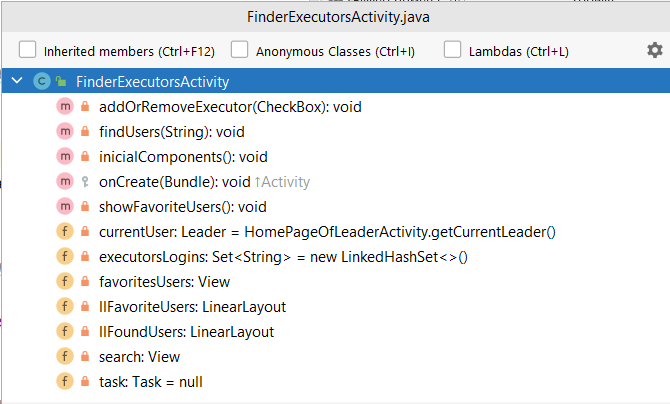 FinderExecutorsActivity.java
Inherited members (Ctrl+F12) Anonymous Classes (Ctrl+I) Lambdas (Ctrl+L)
C FinderExecutorsActivity
m addOrRemoveExecutor(CheckBox): void
m findUsers(String): void
m inicialComponents(): void
m onCreate(Bundle): void ↑Activity
m showFavoriteUsers(): void
f currentUser: Leader = HomePageOfLeaderActivity.getCurrentLeader()
f executorsLogins: Set<String> = new LinkedHashSet<>()
f favoritesUsers: View
f llFavoriteUsers: LinearLayout
f llFoundUsers: LinearLayout
f search: View
f task: Task = null